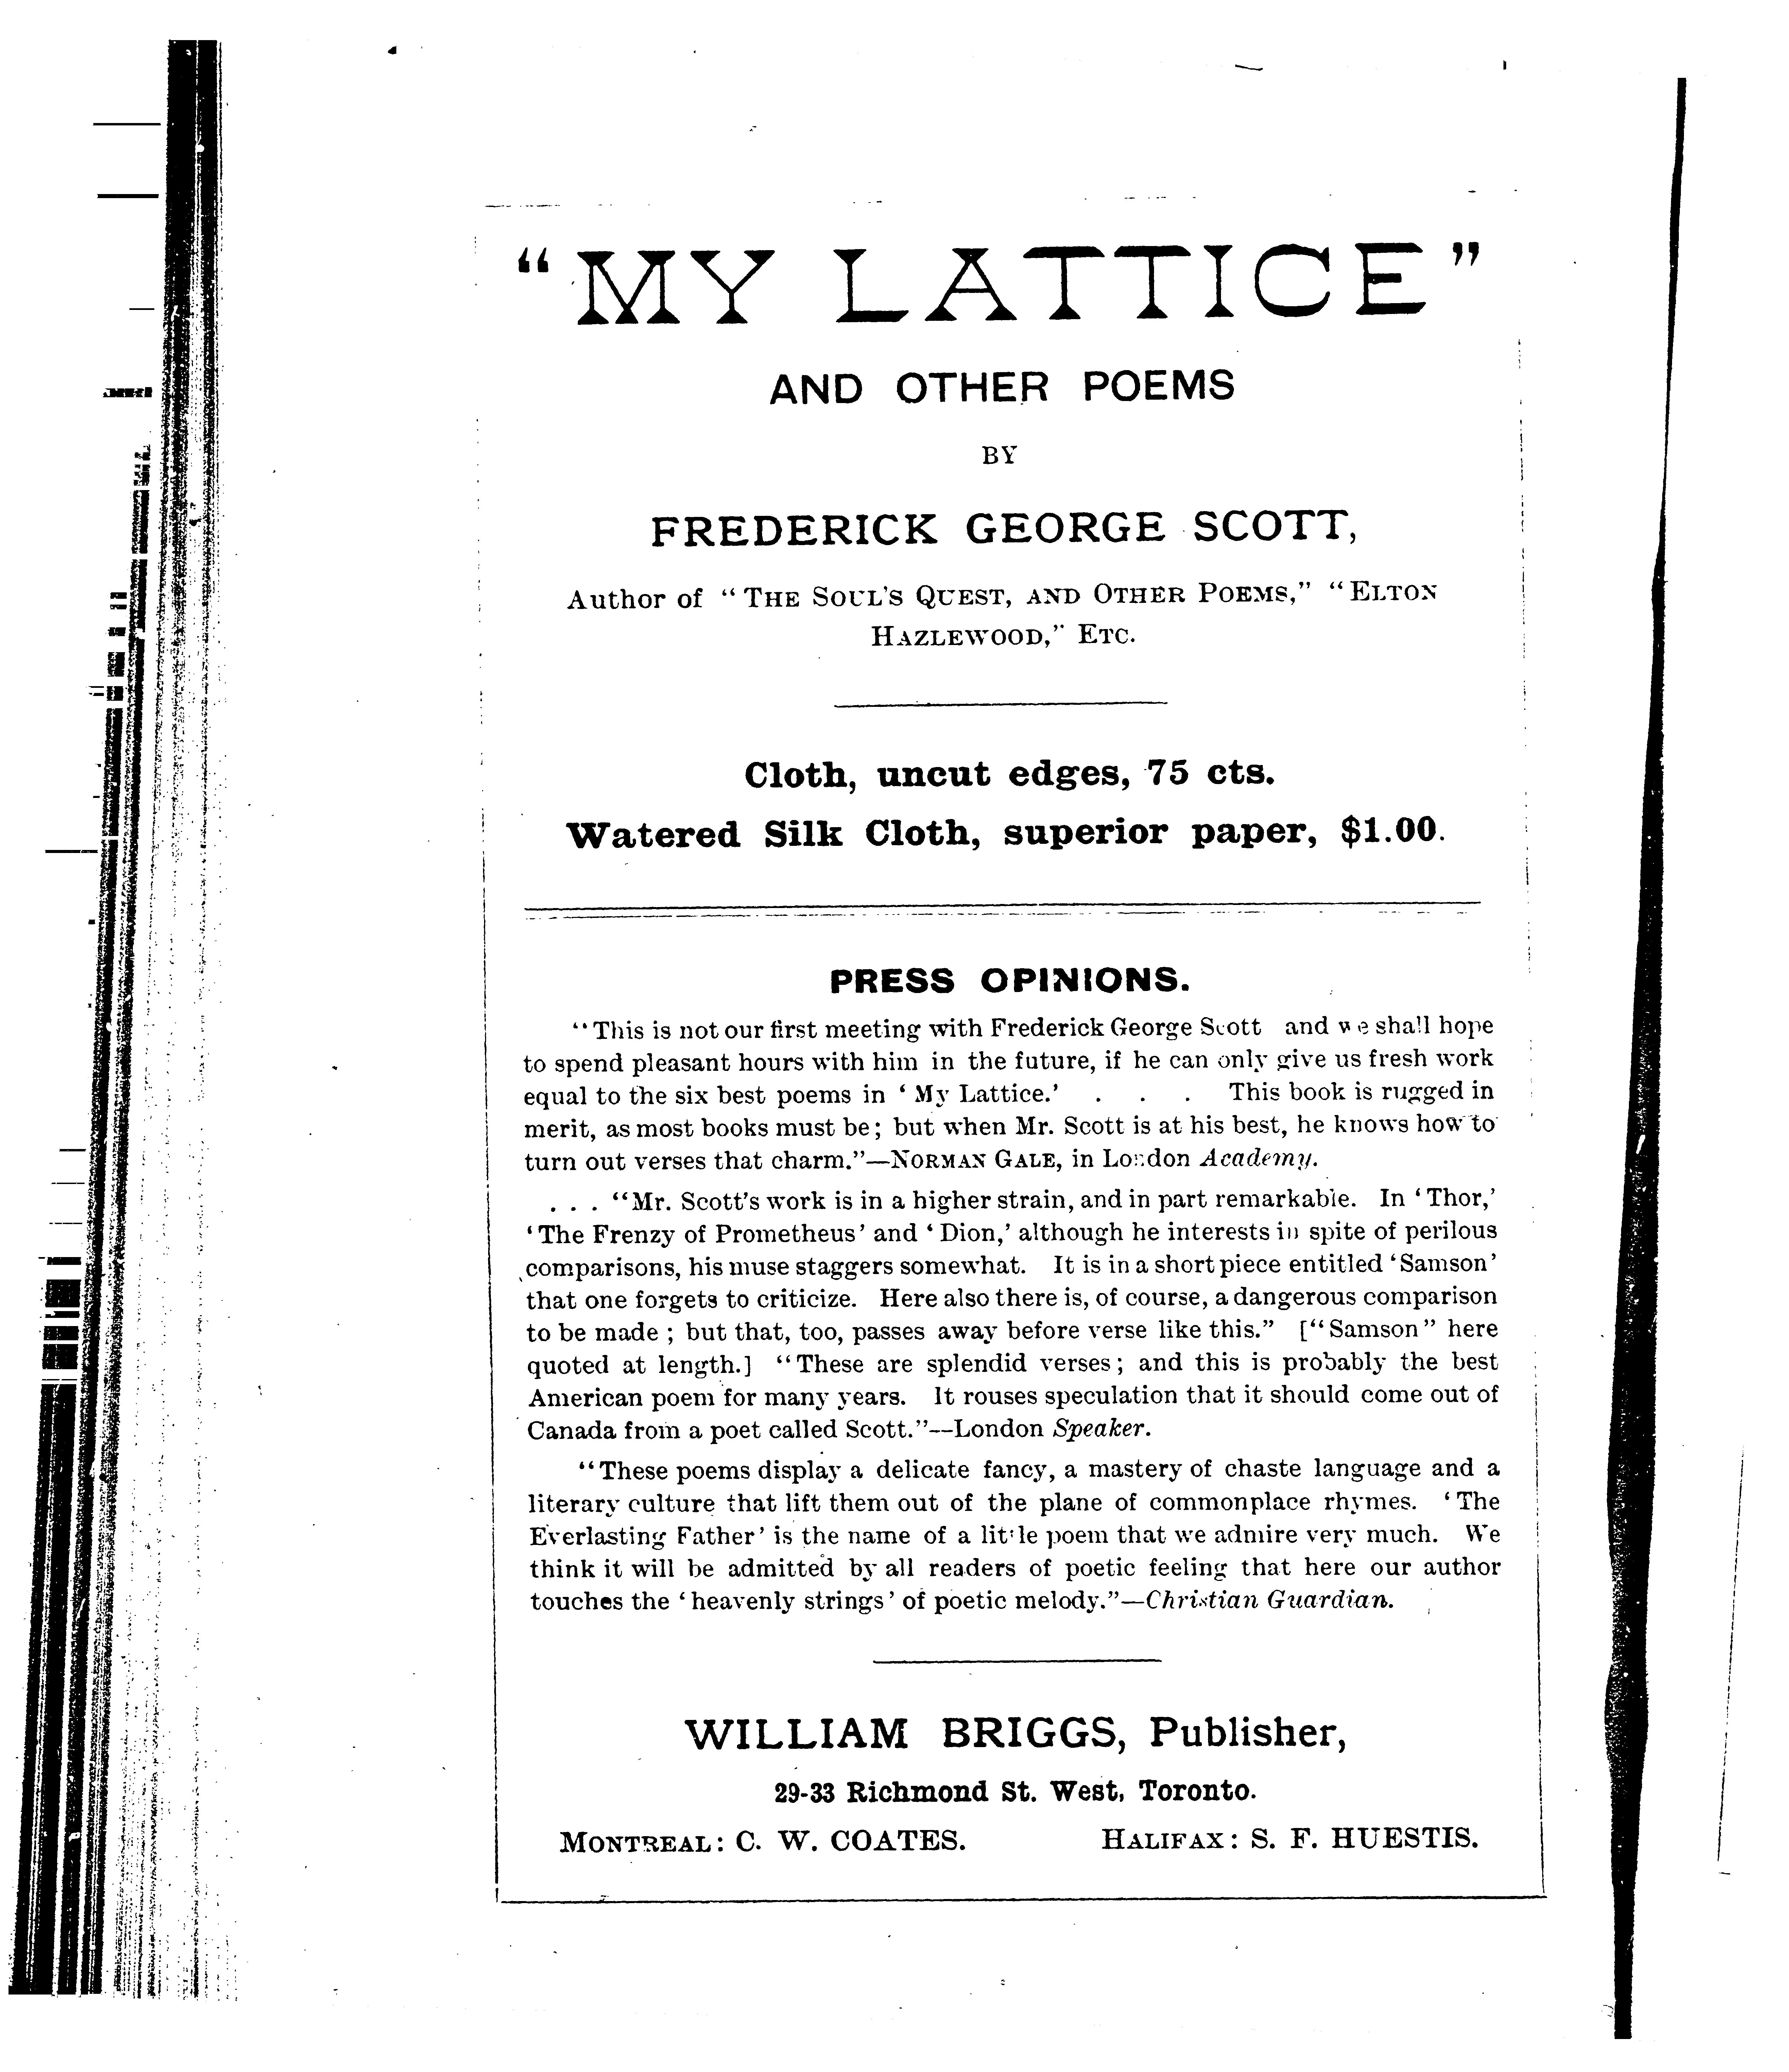 “MY LATTICE”
AND OTHER POEMS
BY
FREDERICK GEORGE SCOTT,
Author of “THE SOUL'S QUEST, AND OTHER POEMS,” “ELTON
HAZLEWOOD,” ETC.
Cloth, uncut edges, 75 cts.
Watered Silk Cloth, superior paper, $1.00.
PRESS OPINIONS.
“This is not our first meeting with Frederick George Scott and we shall hope
to spend pleasant hours with him in the future, if he can only give us fresh work
equal to the six best poems in ‘My Lattice.’ . . . This book is rugged in
merit, as most books must be; but when Mr. Scott is at his best, he knows how to
turn out verses that charm.”—NORMAN GALE, in London Academy.
. . . “Mr. Scott's work is in a higher strain, and in part remarkable. In ‘Thor,’
‘The Frenzy of Prometheus’ and ‘Dion,’ although he interests in spite of perilous
comparisons, his muse staggers somewhat. It is in a short piece entitled ‘Samson’
that one forgets to criticize. Here also there is, of course, a dangerous comparison
to be made; but that, too, passes away before verse like this.” [“Samson” here
quoted at length.] “These are splendid verses; and this is probably the best
American poem for many years. It rouses speculation that it should come out of
Canada from a poet called Scott.”—London Speaker.
“These poems display a delicate fancy, a mastery of chaste language and a
literary culture that lift them out of the plane of commonplace rhymes. ‘The
Everlasting Father’ is the name of a little poem that we admire very much. We
think it will be admitted by all readers of poetic feeling that here our author
touches the ‘heavenly strings’ of poetic melody.”—Christian Guardian.
WILLIAM BRIGGS, Publisher,
29-33 Richmond St. West, Toronto.
MONTREAL: C. W. COATES. HALIFAX: S. F. HUESTIS.